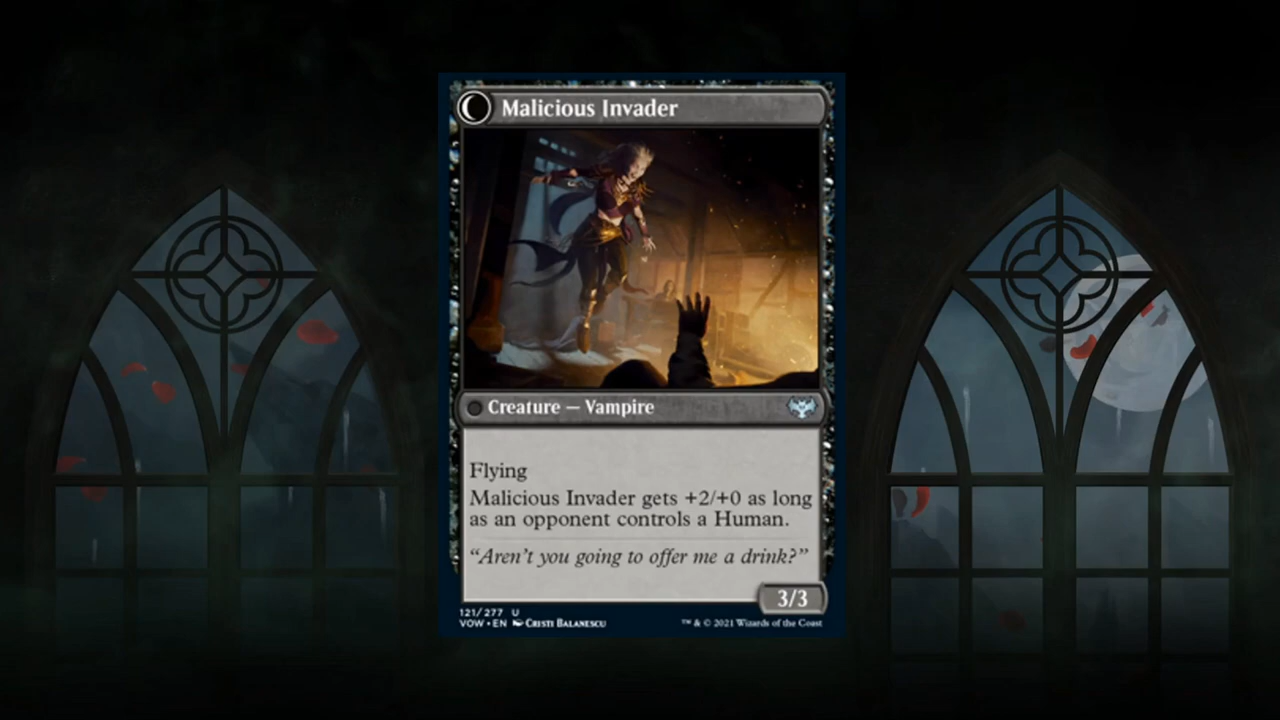 Malicious Invader
Creature — Vampire
Flying
Malicious Invader gets +2/+0 as long
as an opponent controls a Human.
“Aren’t you going to offer me a drink?”
3/3
121/277 U
VOW • EN Cristi Balanescu
™ & © 2021 Wizards of the Coast